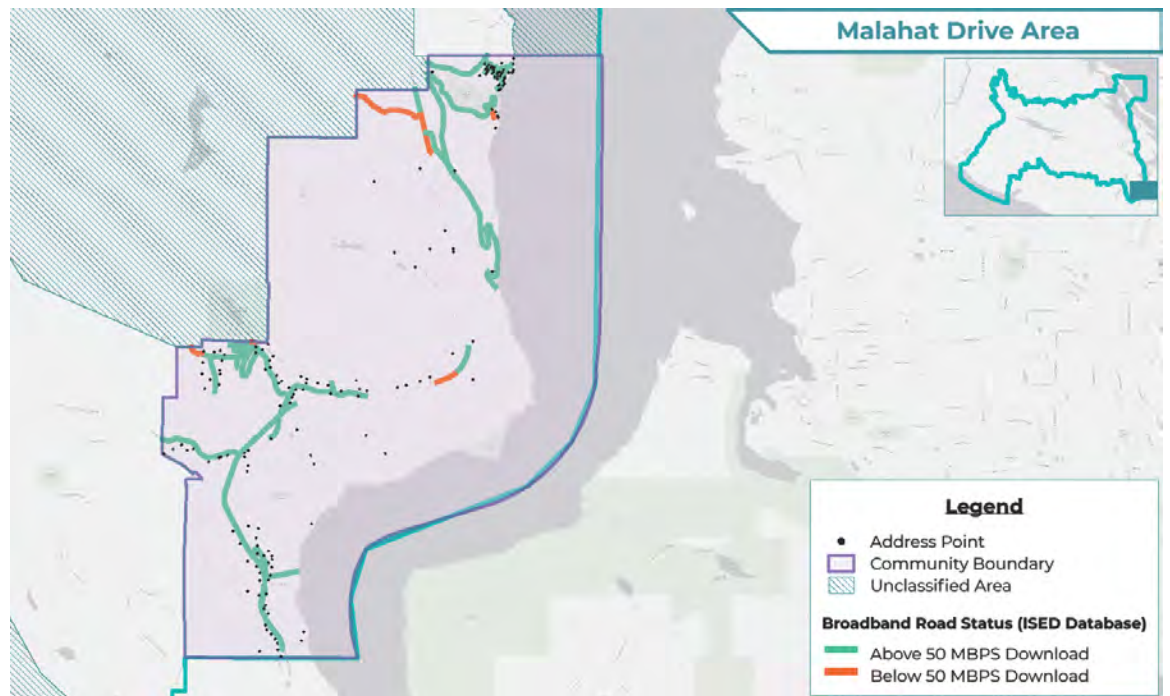 Malahat Drive Area
Legend
Address Point
Community Boundary
Unclassified Area
Broadband Road Status (ISED Database)
Above 50 MBPS Download
Below 50 MBPS Download